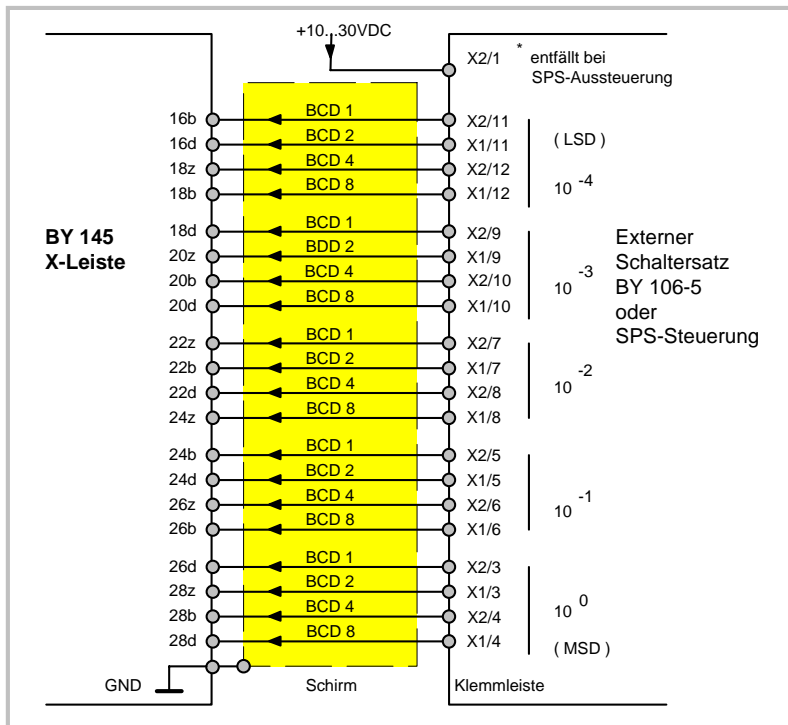 +10...30VDC
X2/1 * entfällt bei
SPS-Aussteuerung
16b BCD 1 X2/11
16d BCD 2 X1/11 ( LSD )
18z BCD 4 X2/12
18b BCD 8 X1/12
10 -4
BY 145
X-Leiste
18d BCD 1 X2/9
20z BDD 2 X1/9
20b BCD 4 X2/10
20d BCD 8 X1/10
10 -3
Externer
Schaltersatz
BY 106-5
oder
SPS-Steuerung
22z BCD 1 X2/7
22b BCD 2 X1/7
22d BCD 4 X2/8
24z BCD 8 X1/8
10 -2
24b BCD 1 X2/5
24d BCD 2 X1/5
26z BCD 4 X2/6
26b BCD 8 X1/6
10 -1
26d BCD 1 X2/3
28z BCD 2 X1/3
28b BCD 4 X2/4
28d BCD 8 X1/4
10 0
( MSD )
GND Schirm Klemmleiste